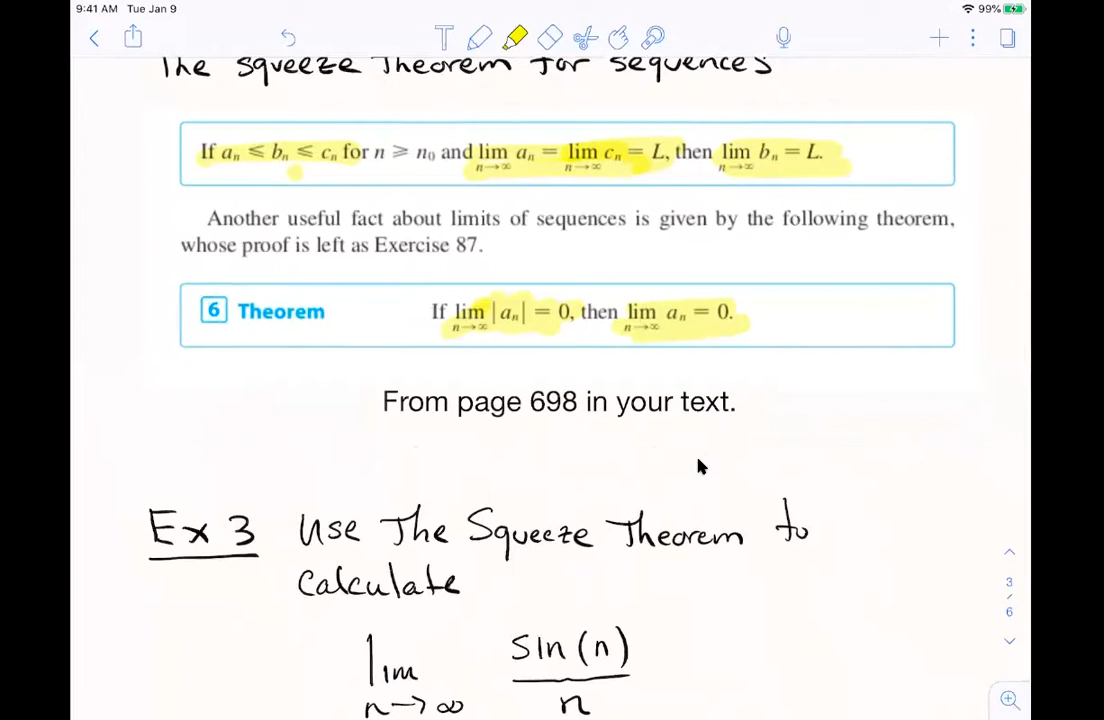 9:41 AM Tue Jan 9
99%
The Squeeze Theorem for Sequences
If aₙ ≤ bₙ ≤ cₙ for n ≥ n₀ and lim n→∞ aₙ = lim n→∞ cₙ = L, then lim n→∞ bₙ = L.
Another useful fact about limits of sequences is given by the following theorem,
whose proof is left as Exercise 87.
6 Theorem If lim n→∞ |aₙ| = 0, then lim n→∞ aₙ = 0.
From page 698 in your text.
Ex 3 Use The Squeeze Theorem to
Calculate
lim n→∞ sin(n)/n
3
/
6